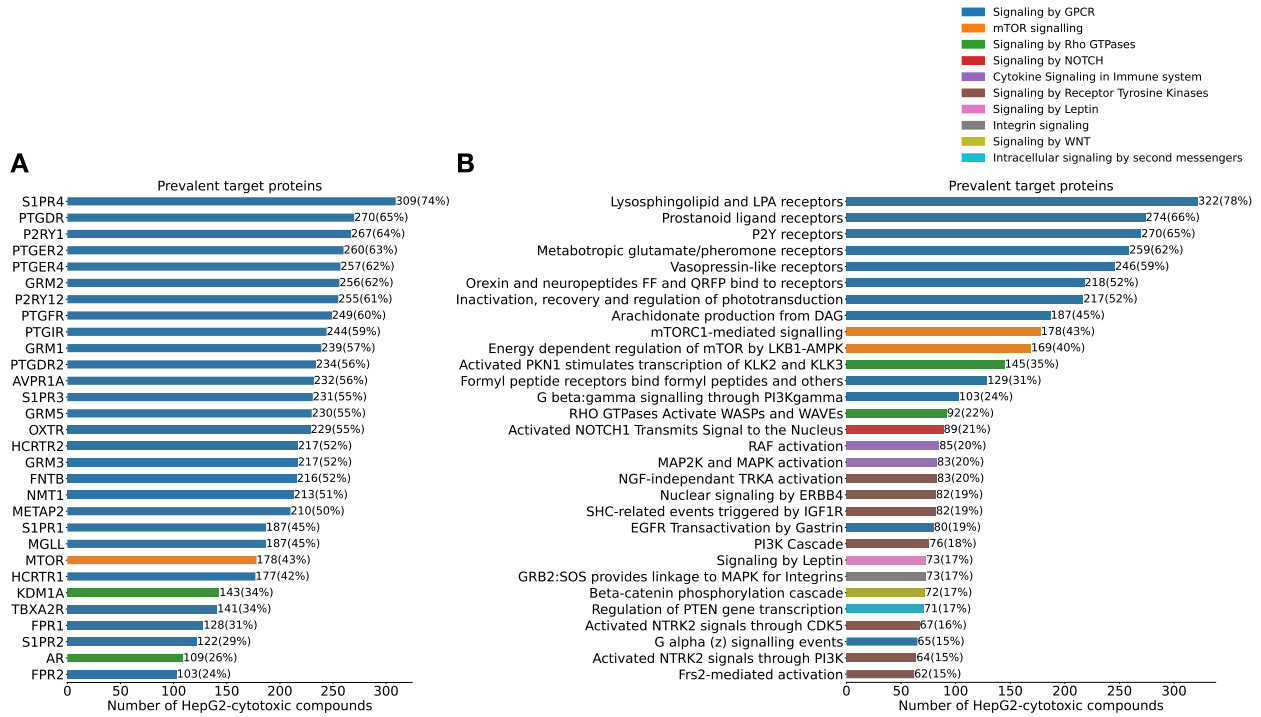 Signaling by GPCR
mTOR signalling
Signaling by Rho GTPases
Signaling by NOTCH
Cytokine Signaling in Immune system
Signaling by Receptor Tyrosine Kinases
Signaling by Leptin
Integrin signaling
Signaling by WNT
Intracellular signaling by second messengers
A
Prevalent target proteins
S1PR4 309(74%)
PTGDR 270(65%)
P2RY1 267(64%)
PTGER2 260(63%)
PTGER4 257(62%)
GRM2 256(62%)
P2RY12 255(61%)
PTGFR 249(60%)
PTGIR 244(59%)
GRM1 239(57%)
PTGDR2 234(56%)
AVPR1A 232(56%)
S1PR3 231(55%)
GRM5 230(55%)
OXTR 229(55%)
HCRTR2 217(52%)
GRM3 217(52%)
FNTB 216(52%)
NMT1 213(51%)
METAP2 210(50%)
S1PR1 187(45%)
MGLL 187(45%)
MTOR 178(43%)
HCRTR1 177(42%)
KDM1A 143(34%)
TBXA2R 141(34%)
FPR1 128(31%)
S1PR2 122(29%)
AR 109(26%)
FPR2 103(24%)
0 50 100 150 200 250 300
Number of HepG2-cytotoxic compounds
B
Prevalent target proteins
Lysosphingolipid and LPA receptors 322(78%)
Prostanoid ligand receptors 274(66%)
P2Y receptors 270(65%)
Metabotropic glutamate/pheromone receptors 259(62%)
Vasopressin-like receptors 246(59%)
Orexin and neuropeptides FF and QRFP bind to receptors 218(52%)
Inactivation, recovery and regulation of phototransduction 217(52%)
Arachidonate production from DAG 187(45%)
mTORC1-mediated signalling 178(43%)
Energy dependent regulation of mTOR by LKB1-AMPK 169(40%)
Activated PKN1 stimulates transcription of KLK2 and KLK3 145(35%)
Formyl peptide receptors bind formyl peptides and others 129(31%)
G beta:gamma signalling through PI3Kgamma 103(24%)
RHO GTPases Activate WASPs and WAVEs 92(22%)
Activated NOTCH1 Transmits Signal to the Nucleus 89(21%)
RAF activation 85(20%)
MAP2K and MAPK activation 83(20%)
NGF-independant TRKA activation 83(20%)
Nuclear signaling by ERBB4 82(19%)
SHC-related events triggered by IGF1R 82(19%)
EGFR Transactivation by Gastrin 80(19%)
PI3K Cascade 76(18%)
Signaling by Leptin 73(17%)
GRB2:SOS provides linkage to MAPK for Integrins 73(17%)
Beta-catenin phosphorylation cascade 72(17%)
Regulation of PTEN gene transcription 71(17%)
Activated NTRK2 signals through CDK5 67(16%)
G alpha (z) signalling events 65(15%)
Activated NTRK2 signals through PI3K 64(15%)
Frs2-mediated activation 62(15%)
0 50 100 150 200 250 300
Number of HepG2-cytotoxic compounds